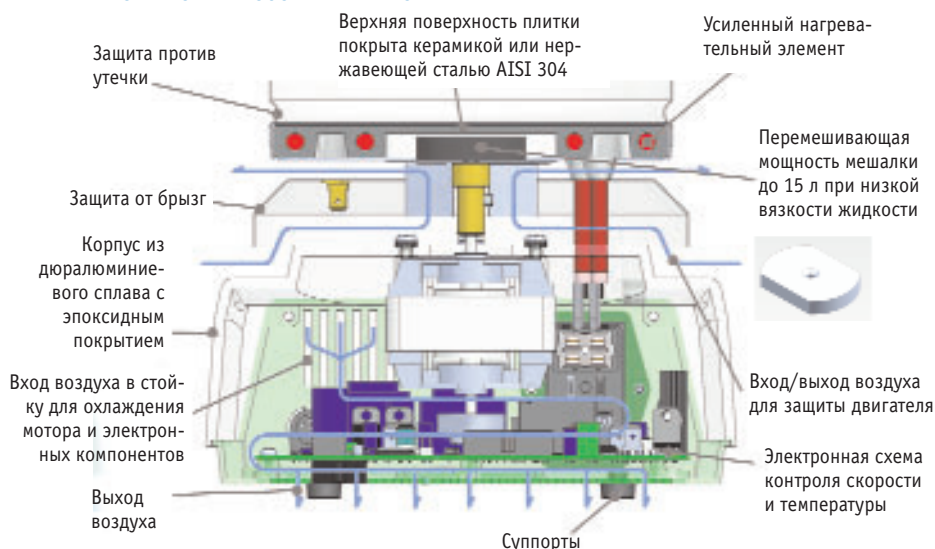 Защита против
утечки
Верхняя поверхность плитки
покрыта керамикой или нер-
жавеющей сталью AISI 304
Усиленный нагрева-
тельный элемент
Перемешивающая
мощность мешалки
до 15 л при низкой
вязкости жидкости
Защита от брызг
Корпус из
дюралюминие-
вого сплава с
эпоксидным
покрытием
Вход воздуха в стой-
ку для охлаждения
мотора и электрон-
ных компонентов
Вход/выход воздуха
для защиты двигателя
Электронная схема
контроля скорости
и температуры
Выход
воздуха
Суппорты